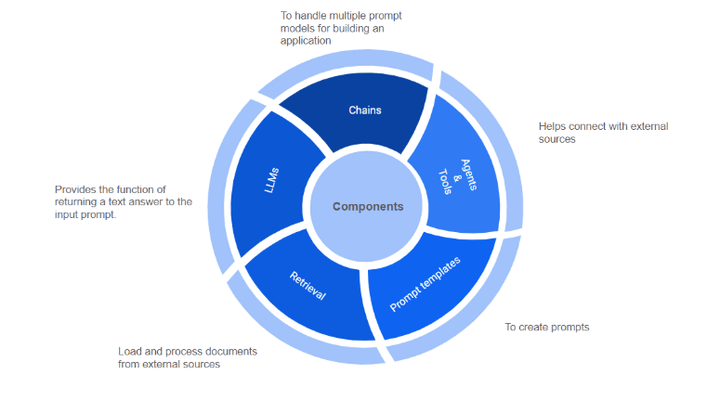 To handle multiple prompt
models for building an
application
Chains
Helps connect with external
sources
Agents
&
Tools
LLMs
Provides the function of
returning a text answer to the
input prompt.
Components
Retrieval
Prompt templates
To create prompts
Load and process documents
from external sources